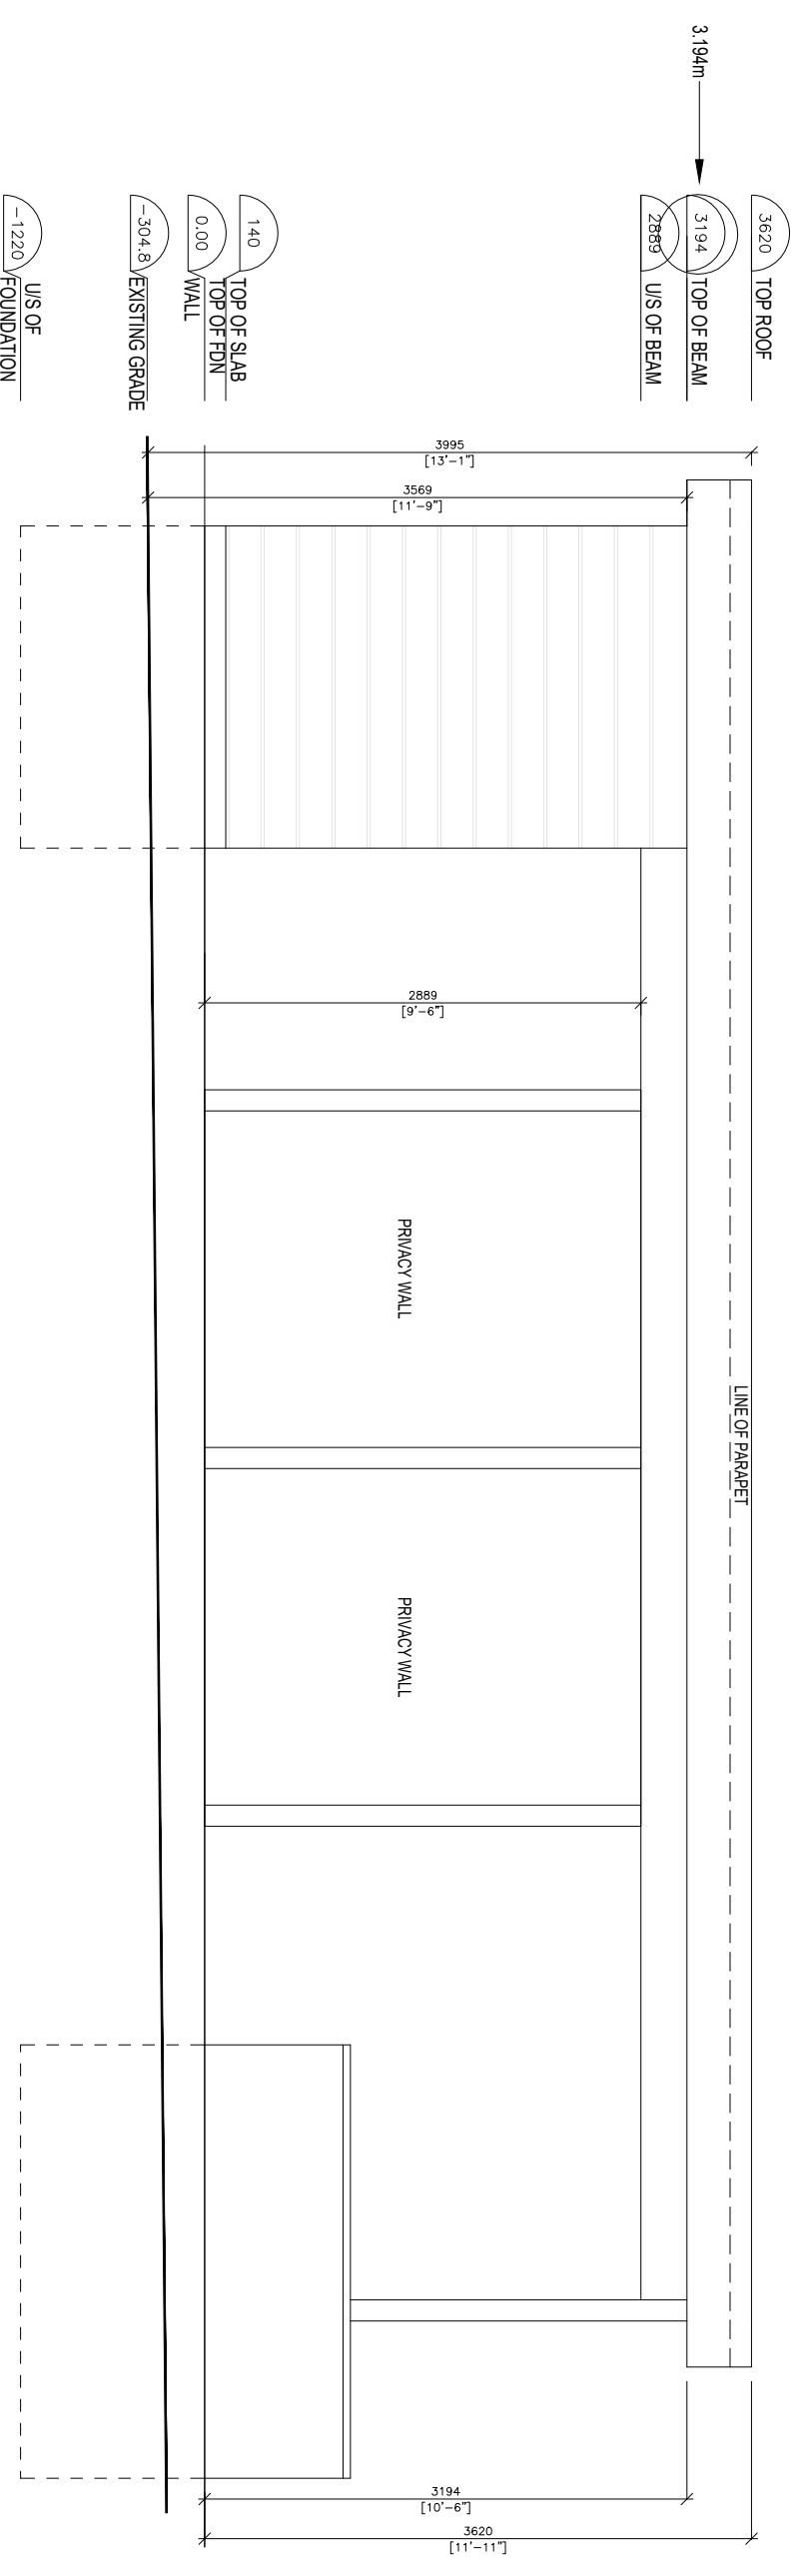 3.194m
3620 TOP ROOF
3194 TOP OF BEAM
2889 U/S OF BEAM
140 TOP OF SLAB
0.00 TOP OF FDN
WALL
-304.8 EXISTING GRADE
-1220 U/S OF
FOUNDATION
3995
[13'-1"]
3569
[11'-9"]
2889
[9'-6"]
PRIVACY WALL
LINE OF PARAPET
PRIVACY WALL
3194
[10'-6"]
3620
[11'-11"]